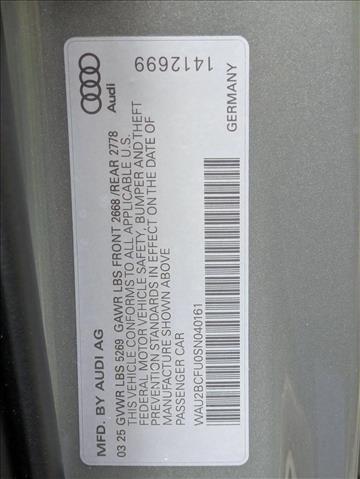 Audi
1412699
GERMANY
MFD. BY AUDI AG
03 25 GVWR LBS 5269 GAWR LBS FRONT 2668 /REAR 2778
THIS VEHICLE CONFORMS TO ALL APPLICABLE U.S.
FEDERAL MOTOR VEHICLE SAFETY, BUMPER AND THEFT
PREVENTION STANDARDS IN EFFECT ON THE DATE OF
MANUFACTURE SHOWN ABOVE
PASSENGER CAR
WAU2BCFU0SN040161